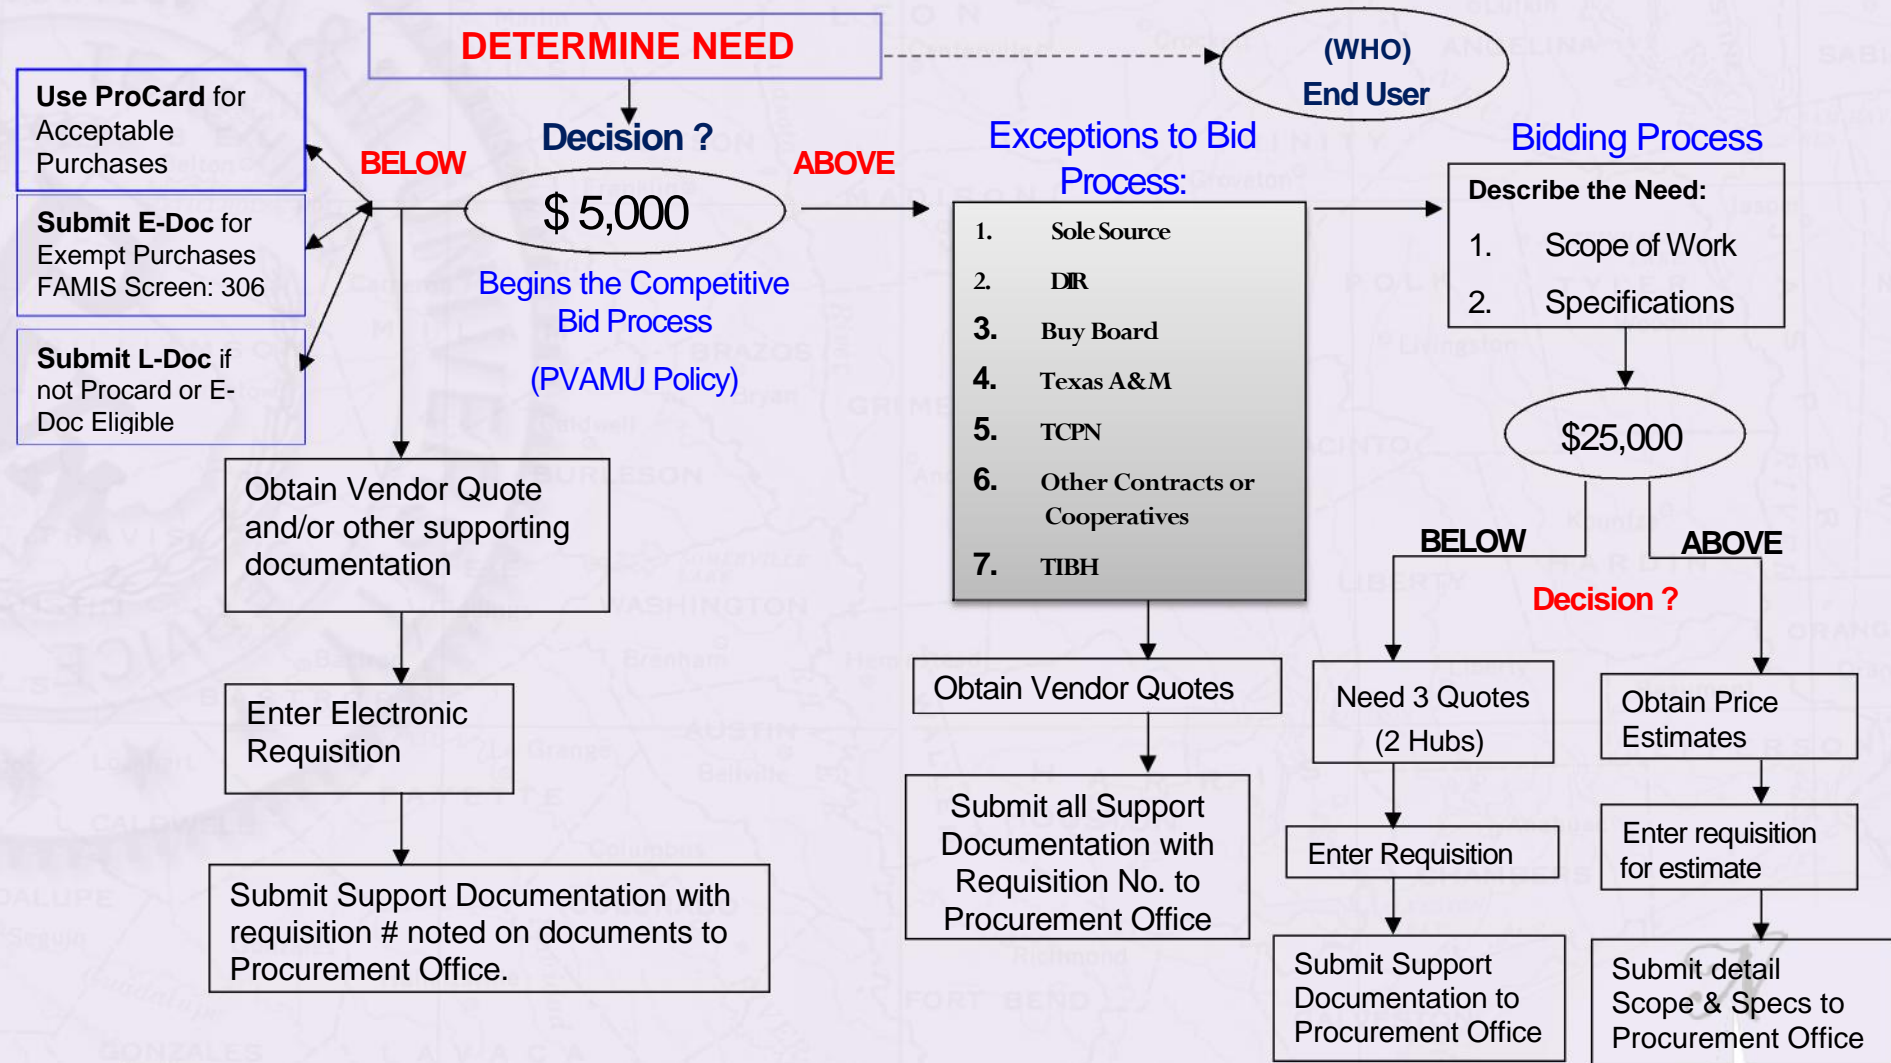 DETERMINE NEED
(WHO)
End User
Use ProCard for
Acceptable
Purchases
Submit E-Doc for
Exempt Purchases
FAMIS Screen: 306
Submit L-Doc if
not Procard or E-
Doc Eligible
BELOW
Decision ?
ABOVE
$ 5,000
Begins the Competitive
Bid Process
(PVAMU Policy)
Obtain Vendor Quote
and/or other supporting
documentation
Enter Electronic
Requisition
Submit Support Documentation with
requisition # noted on documents to
Procurement Office.
Exceptions to Bid
Process:
1. Sole Source
2. DIR
3. Buy Board
4. Texas A&M
5. TCPN
6. Other Contracts or
Cooperatives
7. TIBH
Obtain Vendor Quotes
Submit all Support
Documentation with
Requisition No. to
Procurement Office
Bidding Process
Describe the Need:
1. Scope of Work
2. Specifications
$25,000
BELOW
ABOVE
Decision ?
Need 3 Quotes
(2 Hubs)
Enter Requisition
Submit Support
Documentation to
Procurement Office
Obtain Price
Estimates
Enter requisition
for estimate
Submit detail
Scope & Specs to
Procurement Office